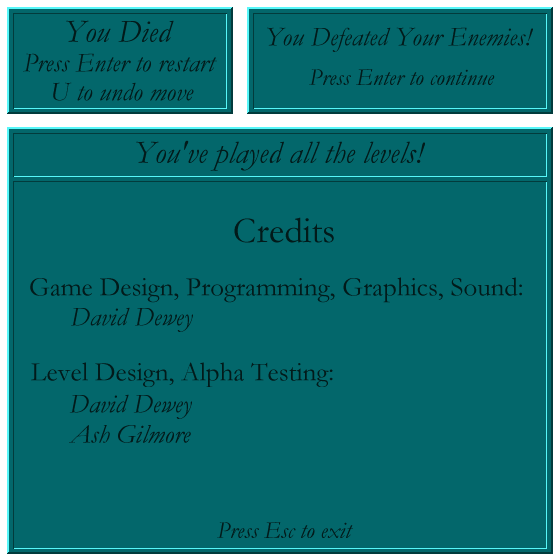 You Died
Press Enter to restart
U to undo move
You Defeated Your Enemies!
Press Enter to continue
You've played all the levels!
Credits
Game Design, Programming, Graphics, Sound:
David Dewey
Level Design, Alpha Testing:
David Dewey
Ash Gilmore
Press Esc to exit